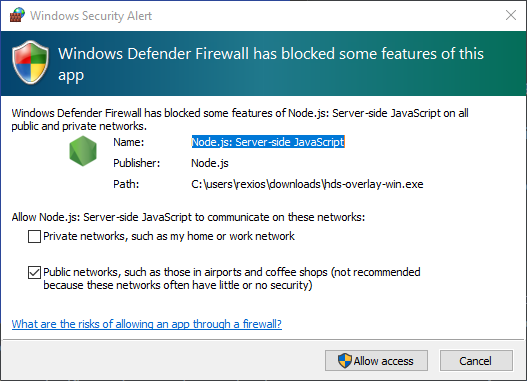 Windows Security Alert
Windows Defender Firewall has blocked some features of this
app
Windows Defender Firewall has blocked some features of Node.js: Server-side JavaScript on all
public and private networks.
Name: Node.js: Server-side JavaScript
Publisher: Node.js
Path: C:\users\rexios\downloads\hds-overlay-win.exe
Allow Node.js: Server-side JavaScript to communicate on these networks:
Private networks, such as my home or work network
Public networks, such as those in airports and coffee shops (not recommended
because these networks often have little or no security)
What are the risks of allowing an app through a firewall?
Allow access Cancel